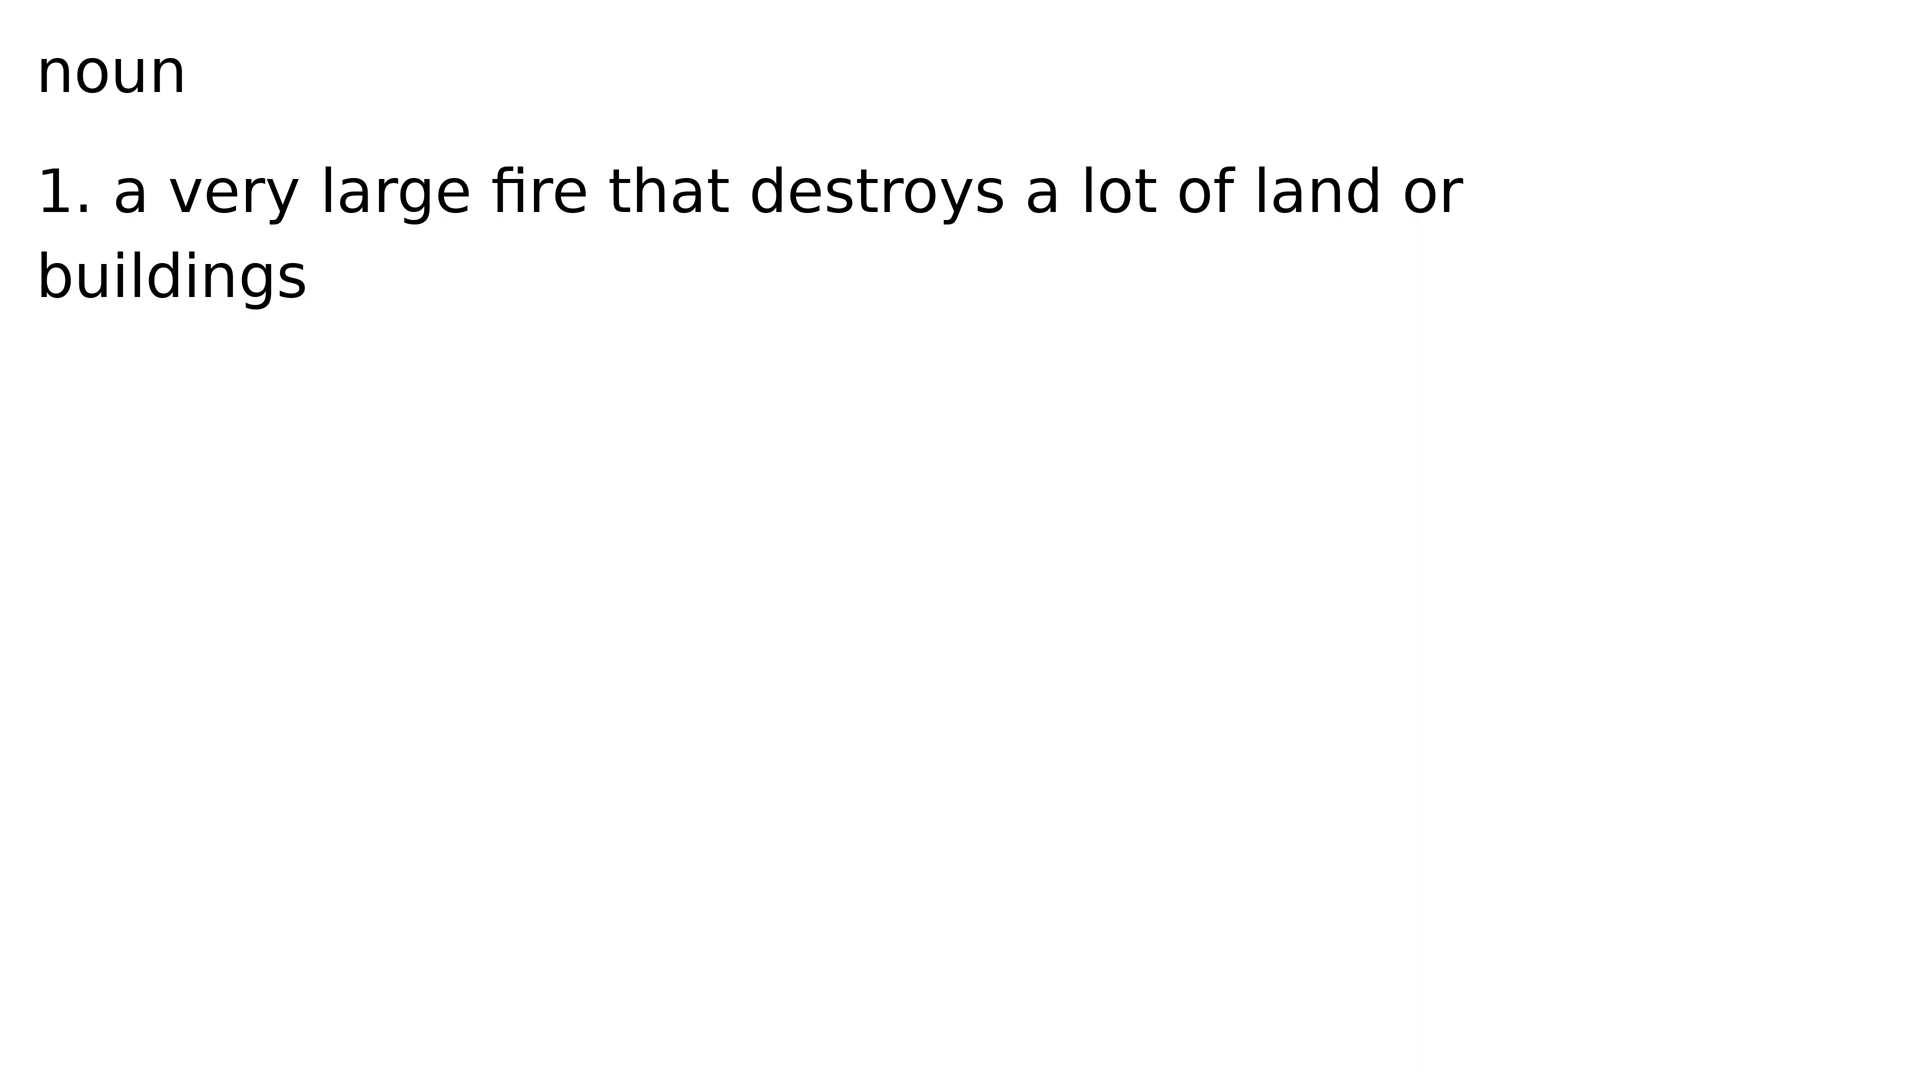 noun
1. a very large fire that destroys a lot of land or
buildings